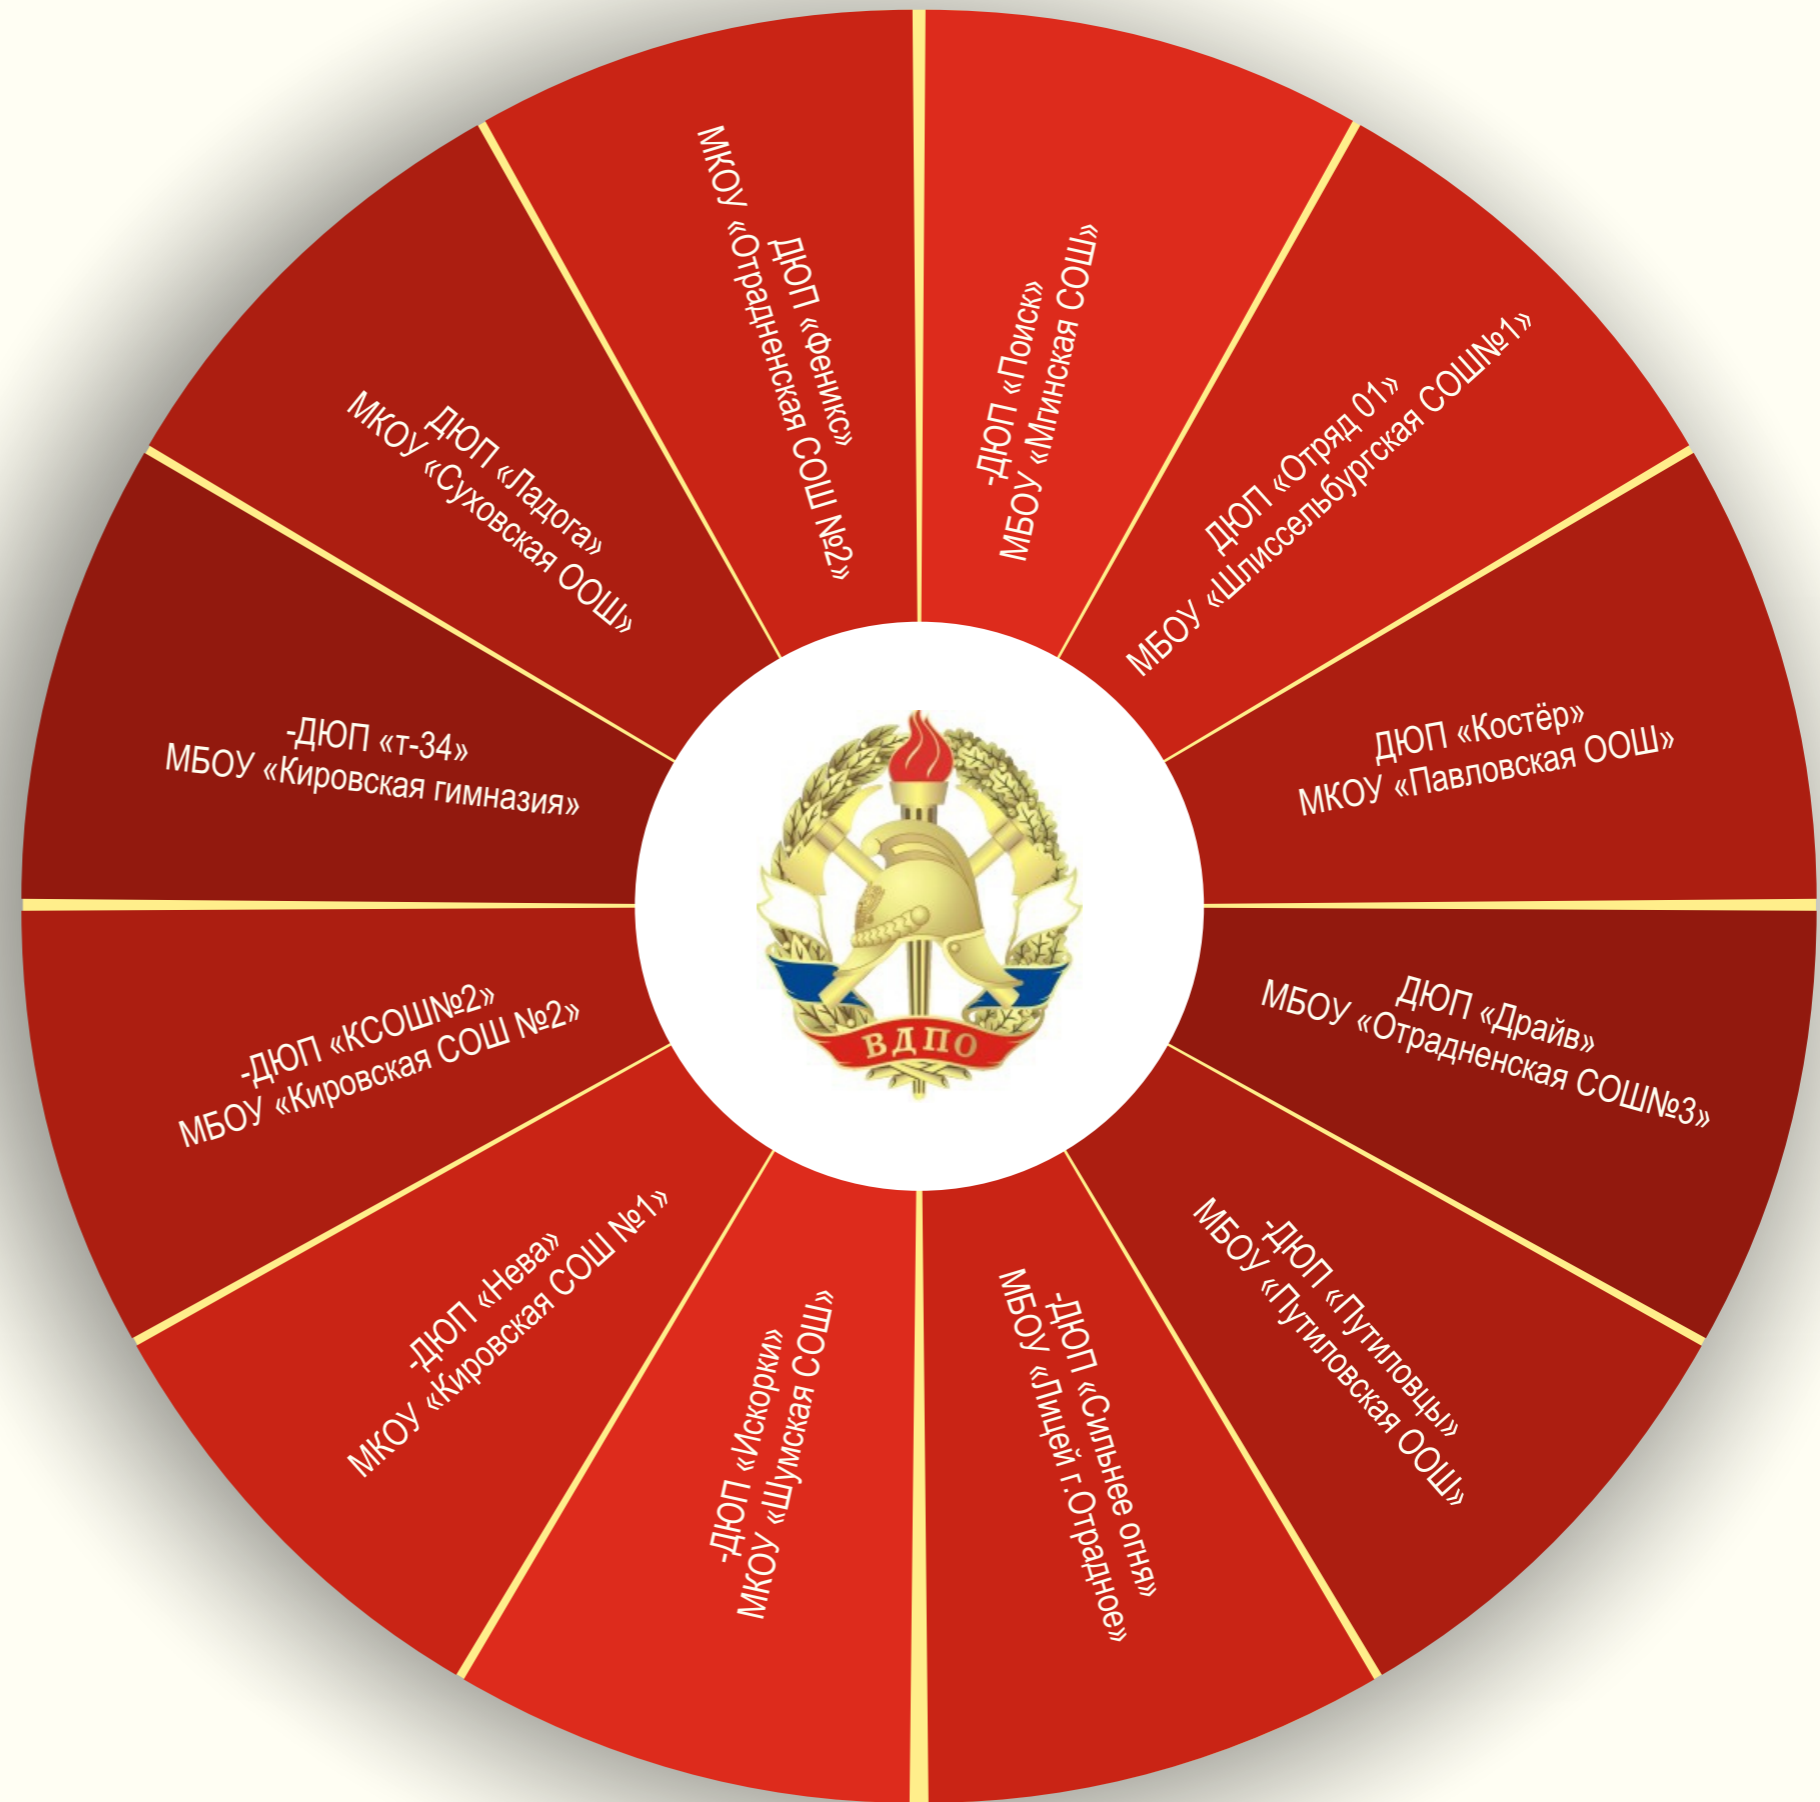 -ДЮП «Поиск»
МБОУ «Мгинская СОШ»
ДЮП «Отряд 01»
МБОУ «Шлиссельбургская СОШ№1»
ДЮП «Костёр»
МКОУ «Павловская ООШ»
ДЮП «Драйв»
МБОУ «Отрадненская СОШ№3»
-ДЮП «Путиловцы»
МБОУ «Путиловская ООШ»
-ДЮП «Сильнее огня»
МБОУ «Лицей г.Отрадное»
-ДЮП «Искорки»
МКОУ «Шумская СОШ»
-ДЮП «Нева»
МКОУ «Кировская СОШ №1»
-ДЮП «КСОШ№2»
МБОУ «Кировская СОШ №2»
-ДЮП «т-34»
МБОУ «Кировская гимназия»
ДЮП «Ладога»
МКОУ «Суховская ООШ»
ДЮП «Феникс»
МКОУ «Отрадненская СОШ №2»
ВДПО